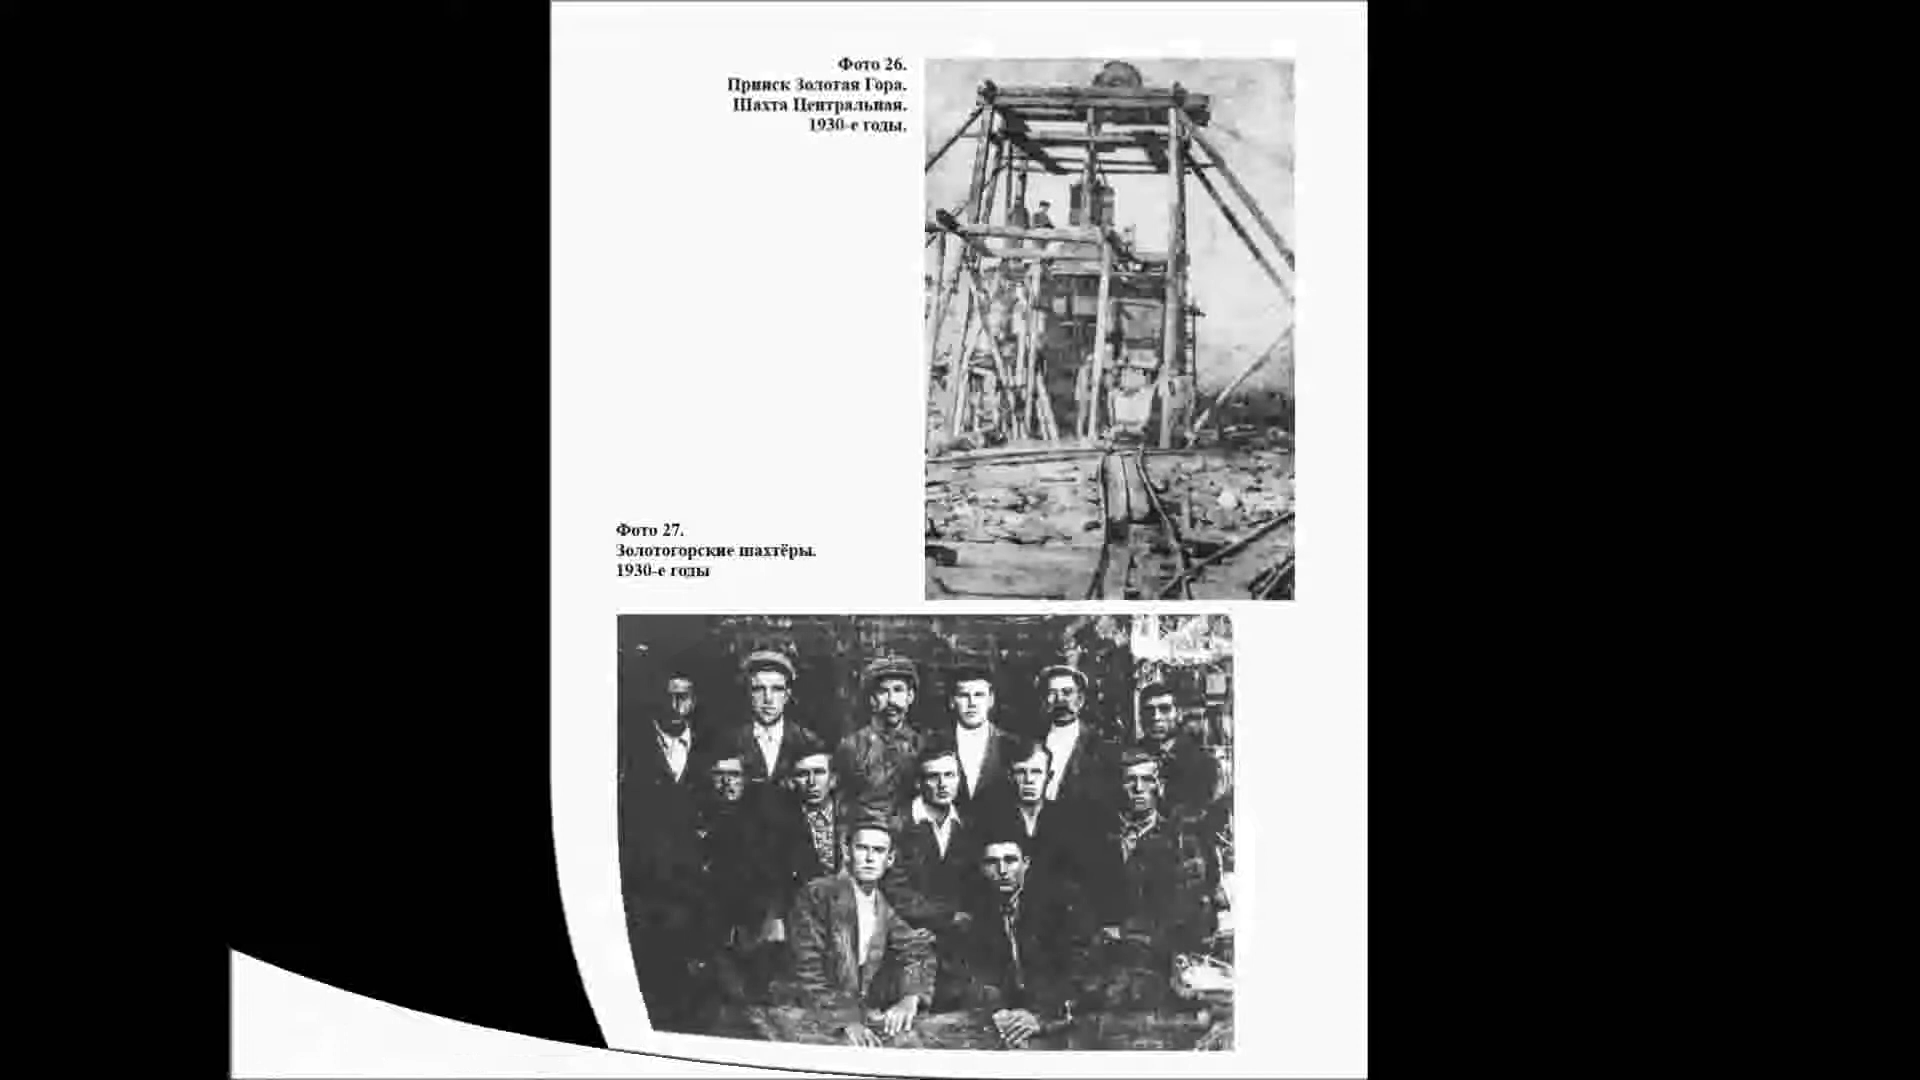 Фото 26.
Прииск Золотая Гора.
Шахта Центральная.
1930-е годы.
Фото 27.
Золотогорские шахтёры.
1930-е годы